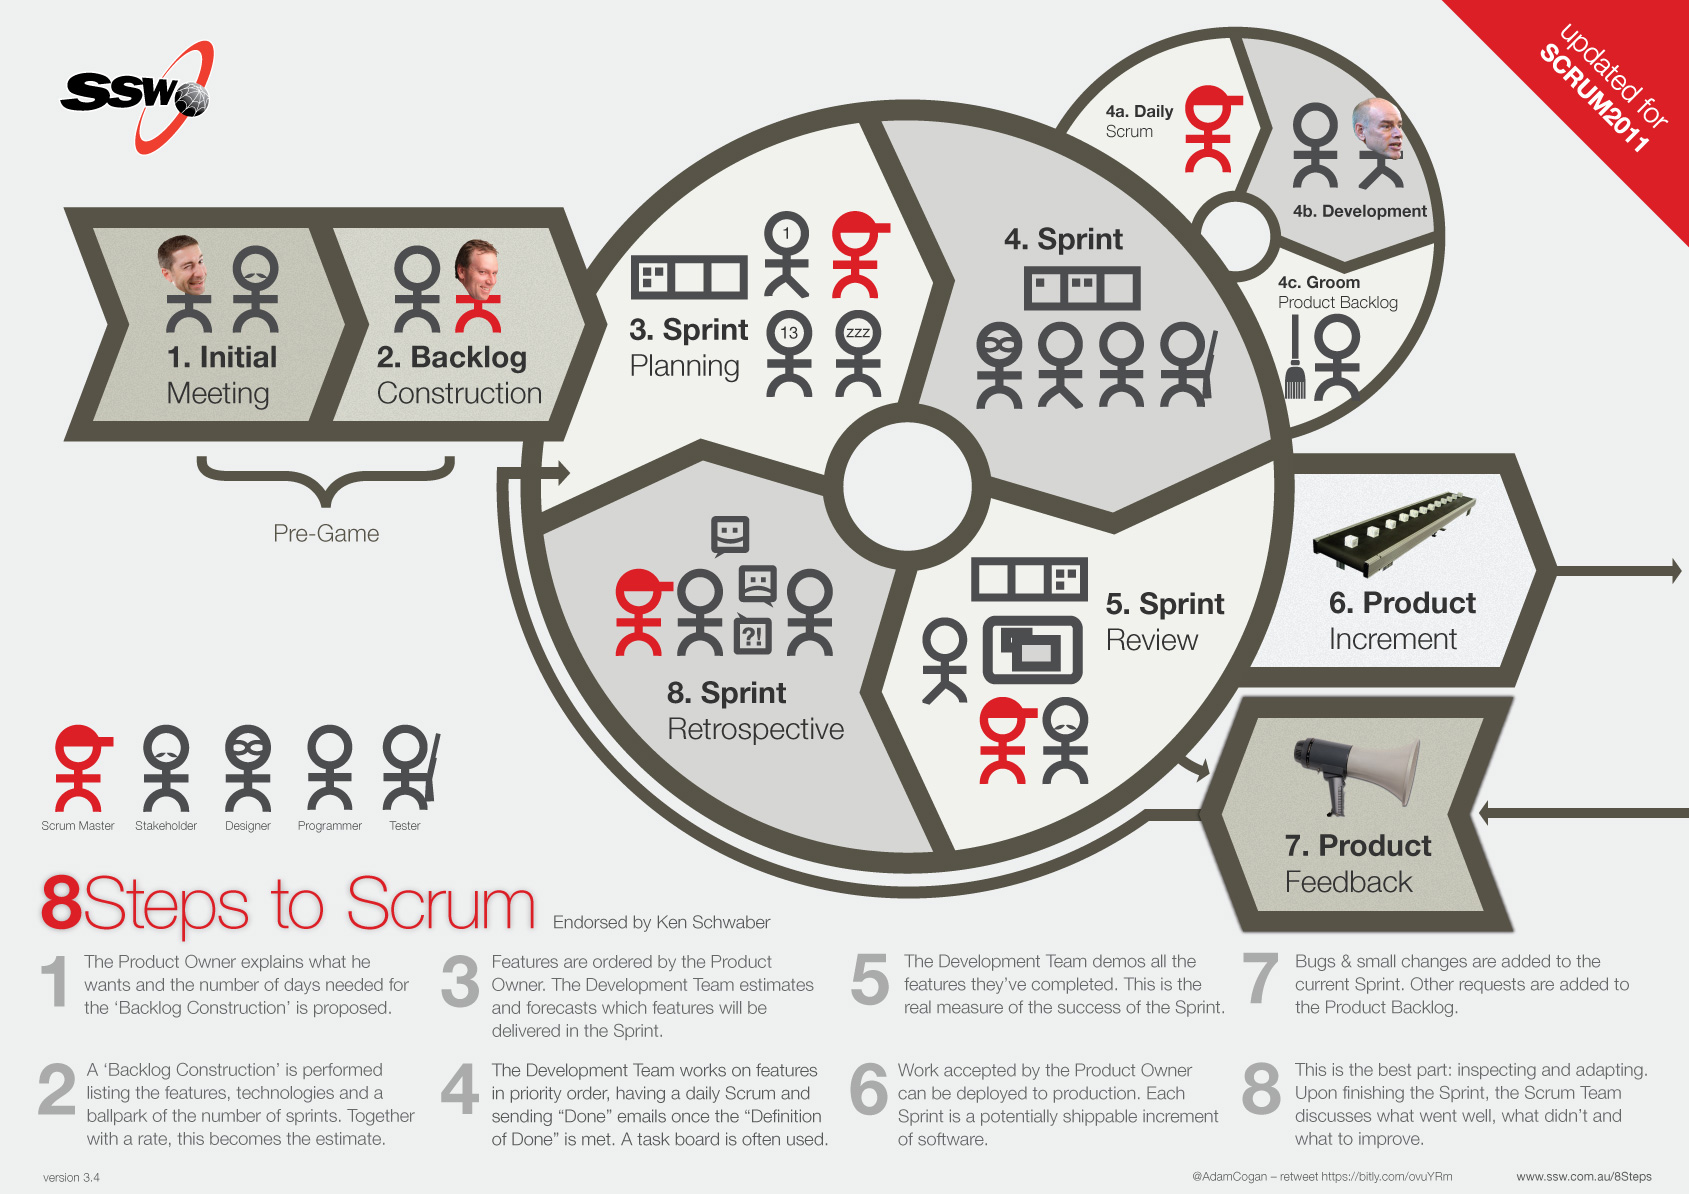 SSW
updated for
SCRUM2011
4a. Daily
Scrum
4b. Development
4c. Groom
Product Backlog
1. Initial
Meeting
2. Backlog
Construction
Pre-Game
3. Sprint
Planning
1
13
zzz
4. Sprint
5. Sprint
Review
6. Product
Increment
7. Product
Feedback
8. Sprint
Retrospective
?!
Scrum Master
Stakeholder
Designer
Programmer
Tester
8Steps to Scrum
Endorsed by Ken Schwaber
1
The Product Owner explains what he
wants and the number of days needed for
the ‘Backlog Construction’ is proposed.
2
A ‘Backlog Construction’ is performed
listing the features, technologies and a
ballpark of the number of sprints. Together
with a rate, this becomes the estimate.
3
Features are ordered by the Product
Owner. The Development Team estimates
and forecasts which features will be
delivered in the Sprint.
4
The Development Team works on features
in priority order, having a daily Scrum and
sending “Done” emails once the “Definition
of Done” is met. A task board is often used.
5
The Development Team demos all the
features they’ve completed. This is the
real measure of the success of the Sprint.
6
Work accepted by the Product Owner
can be deployed to production. Each
Sprint is a potentially shippable increment
of software.
7
Bugs & small changes are added to the
current Sprint. Other requests are added to
the Product Backlog.
8
This is the best part: inspecting and adapting.
Upon finishing the Sprint, the Scrum Team
discusses what went well, what didn’t and
what to improve.
version 3.4
@AdamCogan – retweet https://bitly.com/ovuYRm
www.ssw.com.au/8Steps